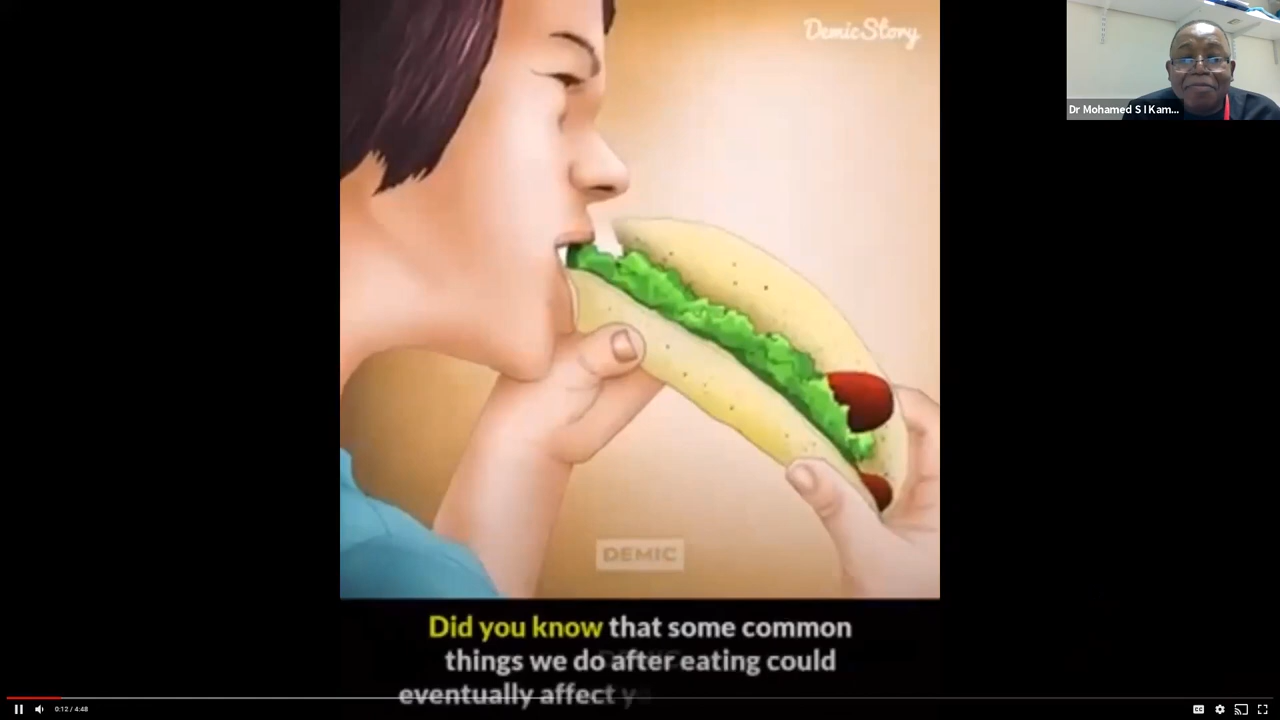 DemicStory
Dr Mohamed S I Kam...
DEMIC
Did you know that some common
things we do after eating could
eventually affect
0:12 / 4:48
CC